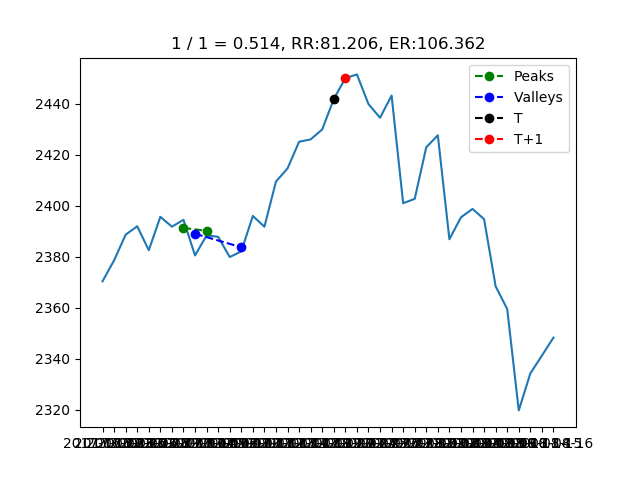 1 / 1 = 0.514, RR:81.206, ER:106.362
Peaks
Valleys
T
T+1
2440
2420
2400
2380
2360
2340
2320